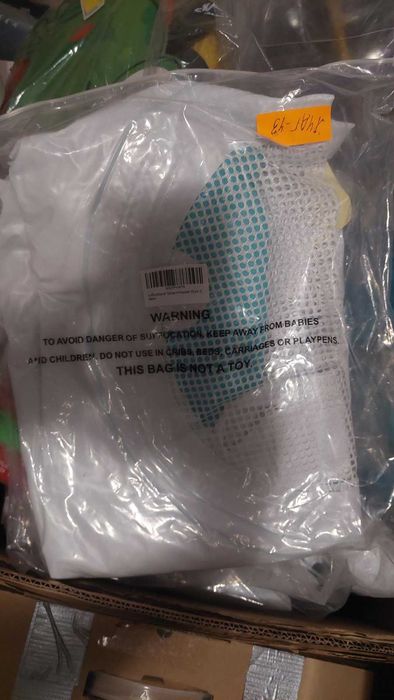 WARNING
TO AVOID DANGER OF SUFFOCATION, KEEP AWAY FROM BABIES
AND CHILDREN. DO NOT USE IN CRIBS, BEDS, CARRIAGES OR PLAYPENS.
THIS BAG IS NOT A TOY.